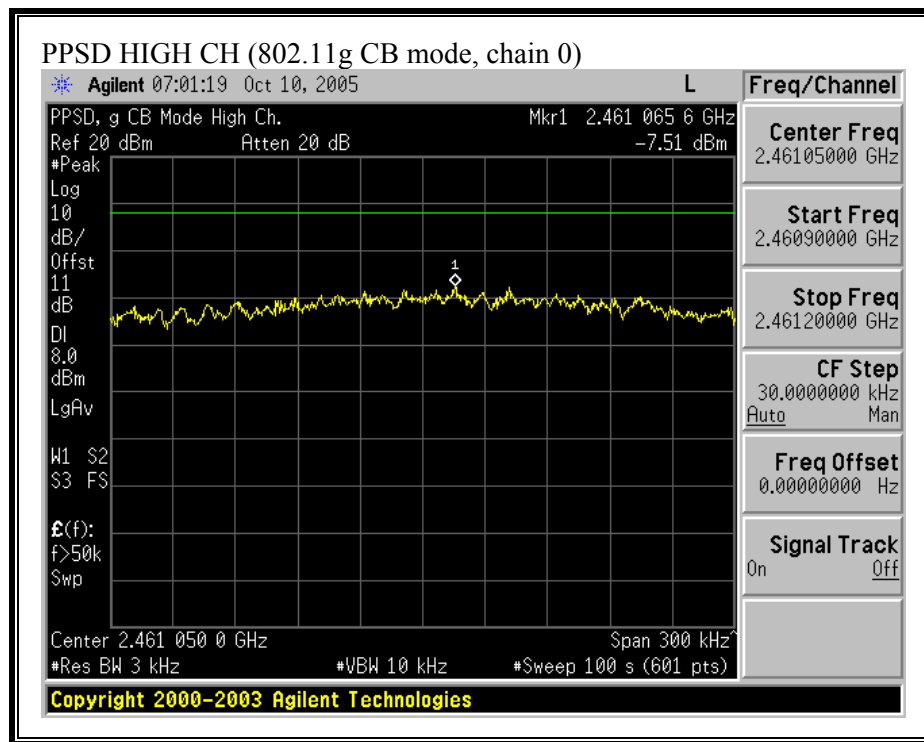 PPSD HIGH CH (802.11g CB mode, chain 0)
Agilent 07:01:19 Oct 10, 2005 L
Freq/Channel
PPSD, g CB Mode High Ch. Mkr1 2.461 065 6 GHz
Ref 20 dBm Atten 20 dB -7.51 dBm
#Peak
Log
10
dB/
Offst
11
dB
DI
8.0
dBm
LgAv
W1 S2
S3 FS
£(f):
f>50k
Swp
1
Center 2.461 050 0 GHz Span 300 kHz^
#Res BW 3 kHz #VBW 10 kHz #Sweep 100 s (601 pts)
Copyright 2000-2003 Agilent Technologies
Center Freq
2.46105000 GHz
Start Freq
2.46090000 GHz
Stop Freq
2.46120000 GHz
CF Step
30.0000000 kHz
Auto Man
Freq Offset
0.00000000 Hz
Signal Track
On Off